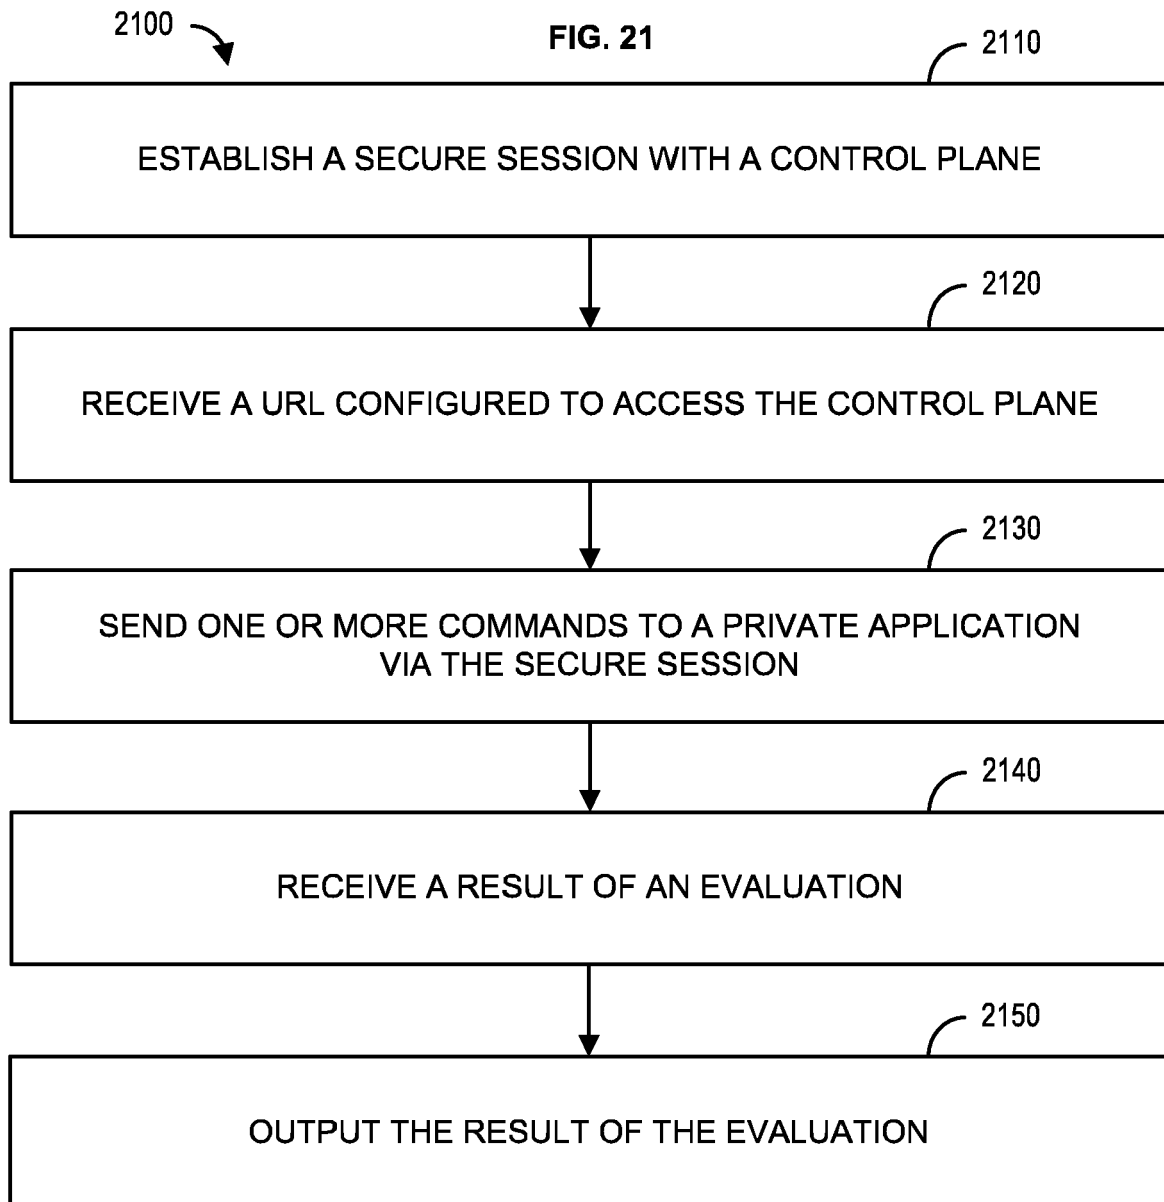 2100
FIG. 21
2110
ESTABLISH A SECURE SESSION WITH A CONTROL PLANE
2120
RECEIVE A URL CONFIGURED TO ACCESS THE CONTROL PLANE
2130
SEND ONE OR MORE COMMANDS TO A PRIVATE APPLICATION
VIA THE SECURE SESSION
2140
RECEIVE A RESULT OF AN EVALUATION
2150
OUTPUT THE RESULT OF THE EVALUATION